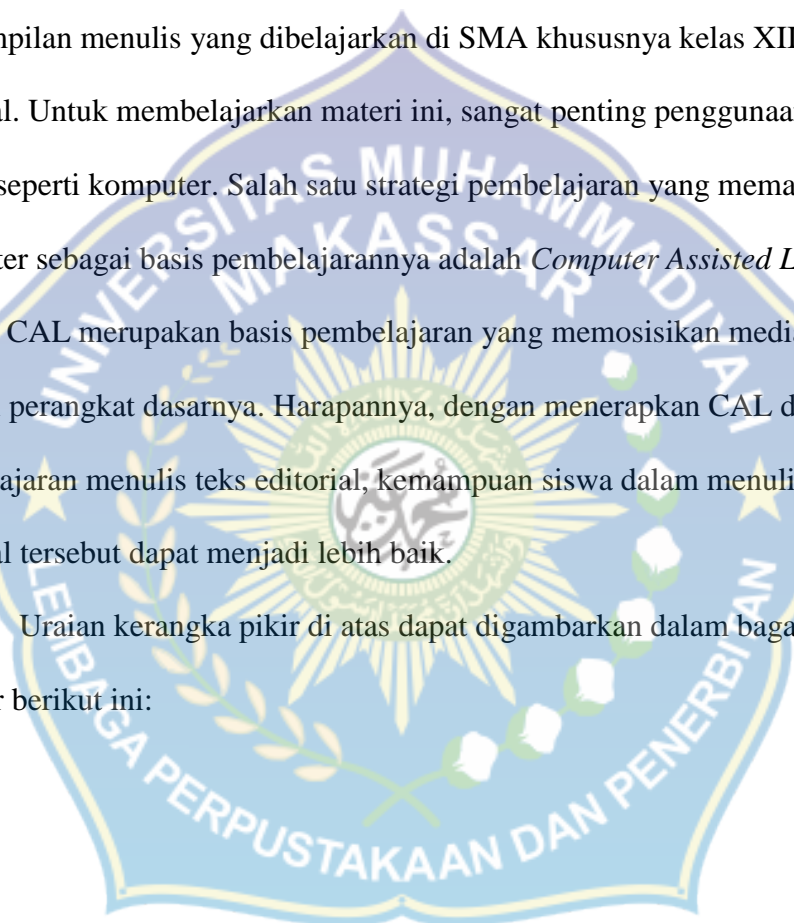 mpilan menulis yang dibelajarkan di SMA khususnya kelas XII
al. Untuk membelajarkan materi ini, sangat penting penggunaan
seperti komputer. Salah satu strategi pembelajaran yang mema
ter sebagai basis pembelajarannya adalah Computer Assisted L
CAL merupakan basis pembelajaran yang memosisikan media
perangkat dasarnya. Harapannya, dengan menerapkan CAL d
ajaran menulis teks editorial, kemampuan siswa dalam menuli
al tersebut dapat menjadi lebih baik.
Uraian kerangka pikir di atas dapat digambarkan dalam baga
r berikut ini:
UNIVERSITAS MUHAMMADIYAH
MAKASSAR
LEMBAGA PERPUSTAKAAN DAN PENERBITAN